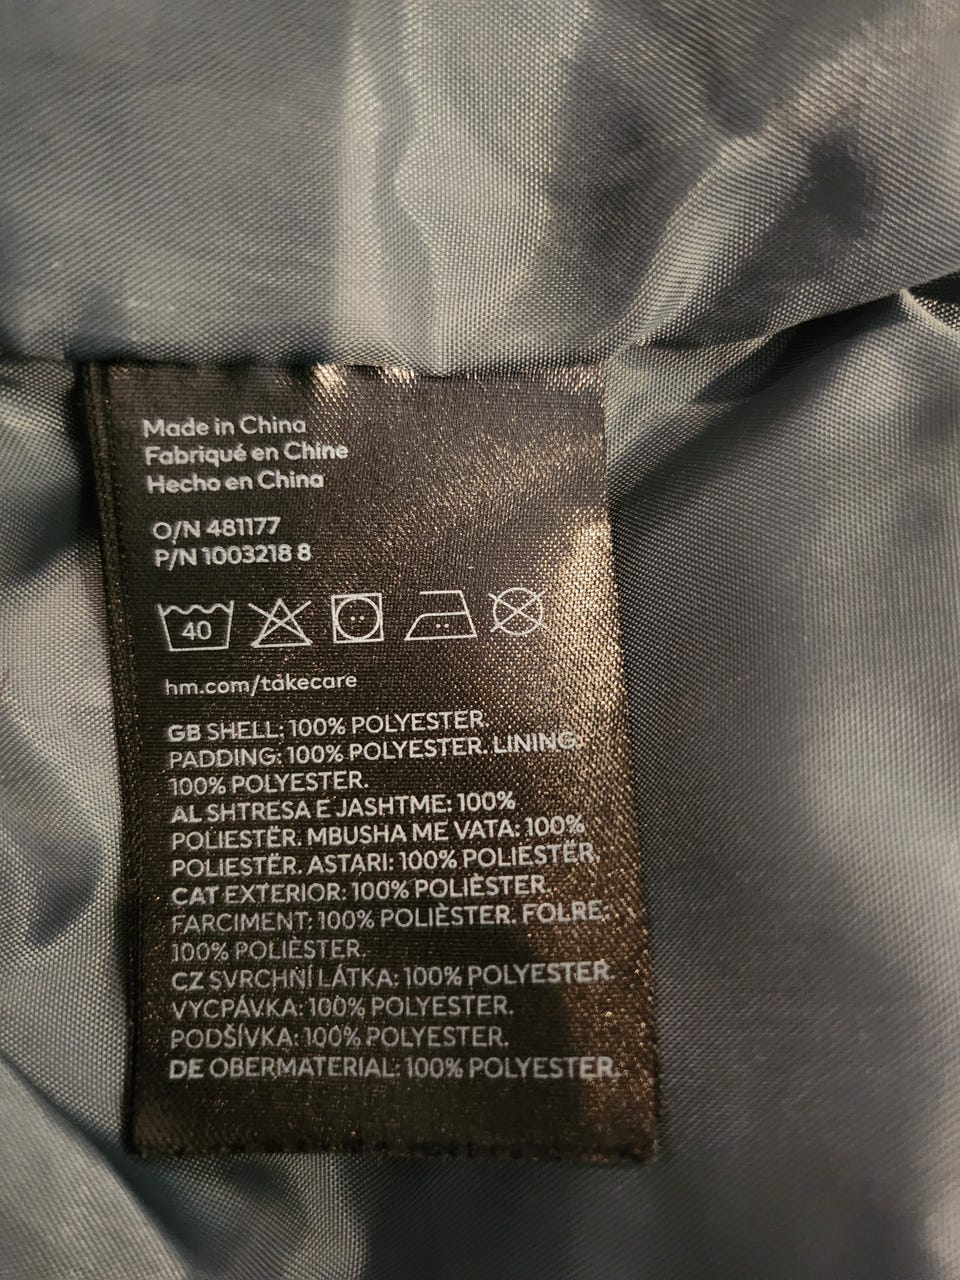 Made in China
Fabriqué en Chine
Hecho en China
O/N 481177
P/N 1003218 8
40
hm.com/takecare
GB SHELL: 100% POLYESTER.
PADDING: 100% POLYESTER. LINING:
100% POLYESTER.
AL SHTRESA E JASHTME: 100%
POLIESTËR. MBUSHA ME VATA: 100%
POLIESTËR. ASTARI: 100% POLIESTËR.
CAT EXTERIOR: 100% POLIÈSTER.
FARCIMENT: 100% POLIÈSTER. FOLRE:
100% POLIÈSTER.
CZ SVRCHNÍ LÁTKA: 100% POLYESTER.
VYCPÁVKA: 100% POLYESTER.
PODŠÍVKA: 100% POLYESTER.
DE OBERMATERIAL: 100% POLYESTER.